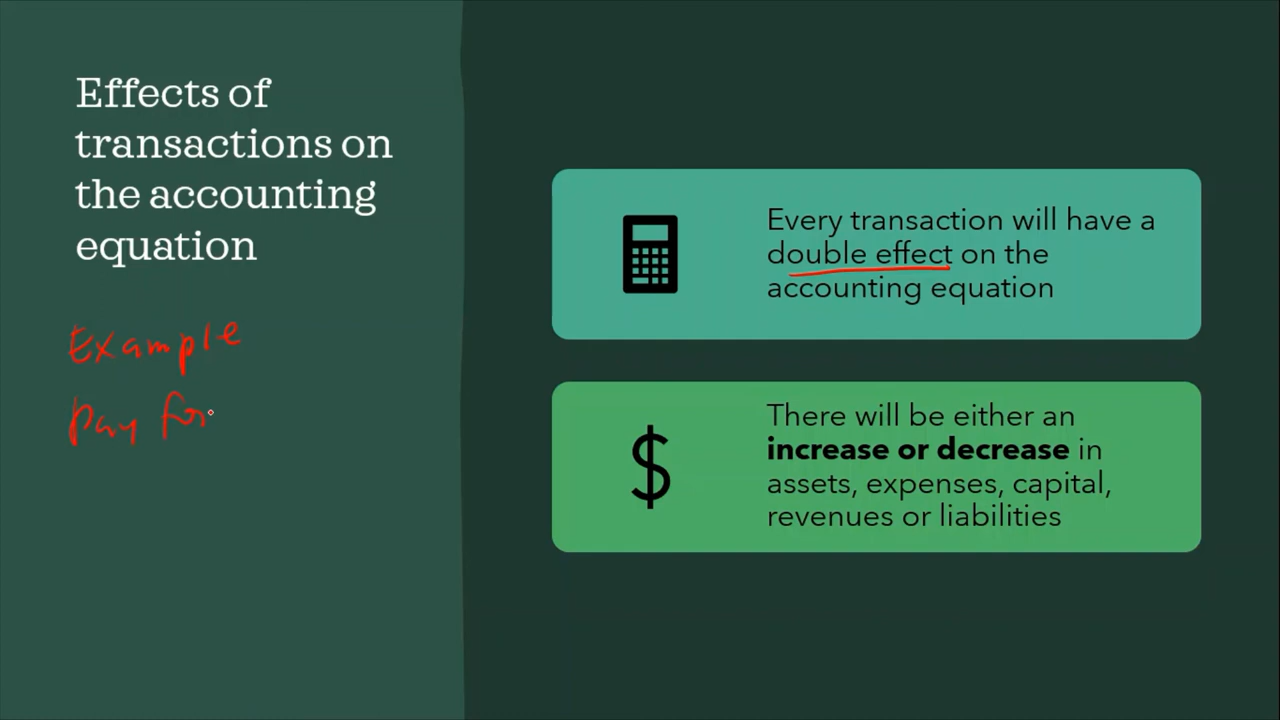 Effects of
transactions on
the accounting
equation
Example
Pay for
Every transaction will have a
double effect on the
accounting equation
$
There will be either an
increase or decrease in
assets, expenses, capital,
revenues or liabilities